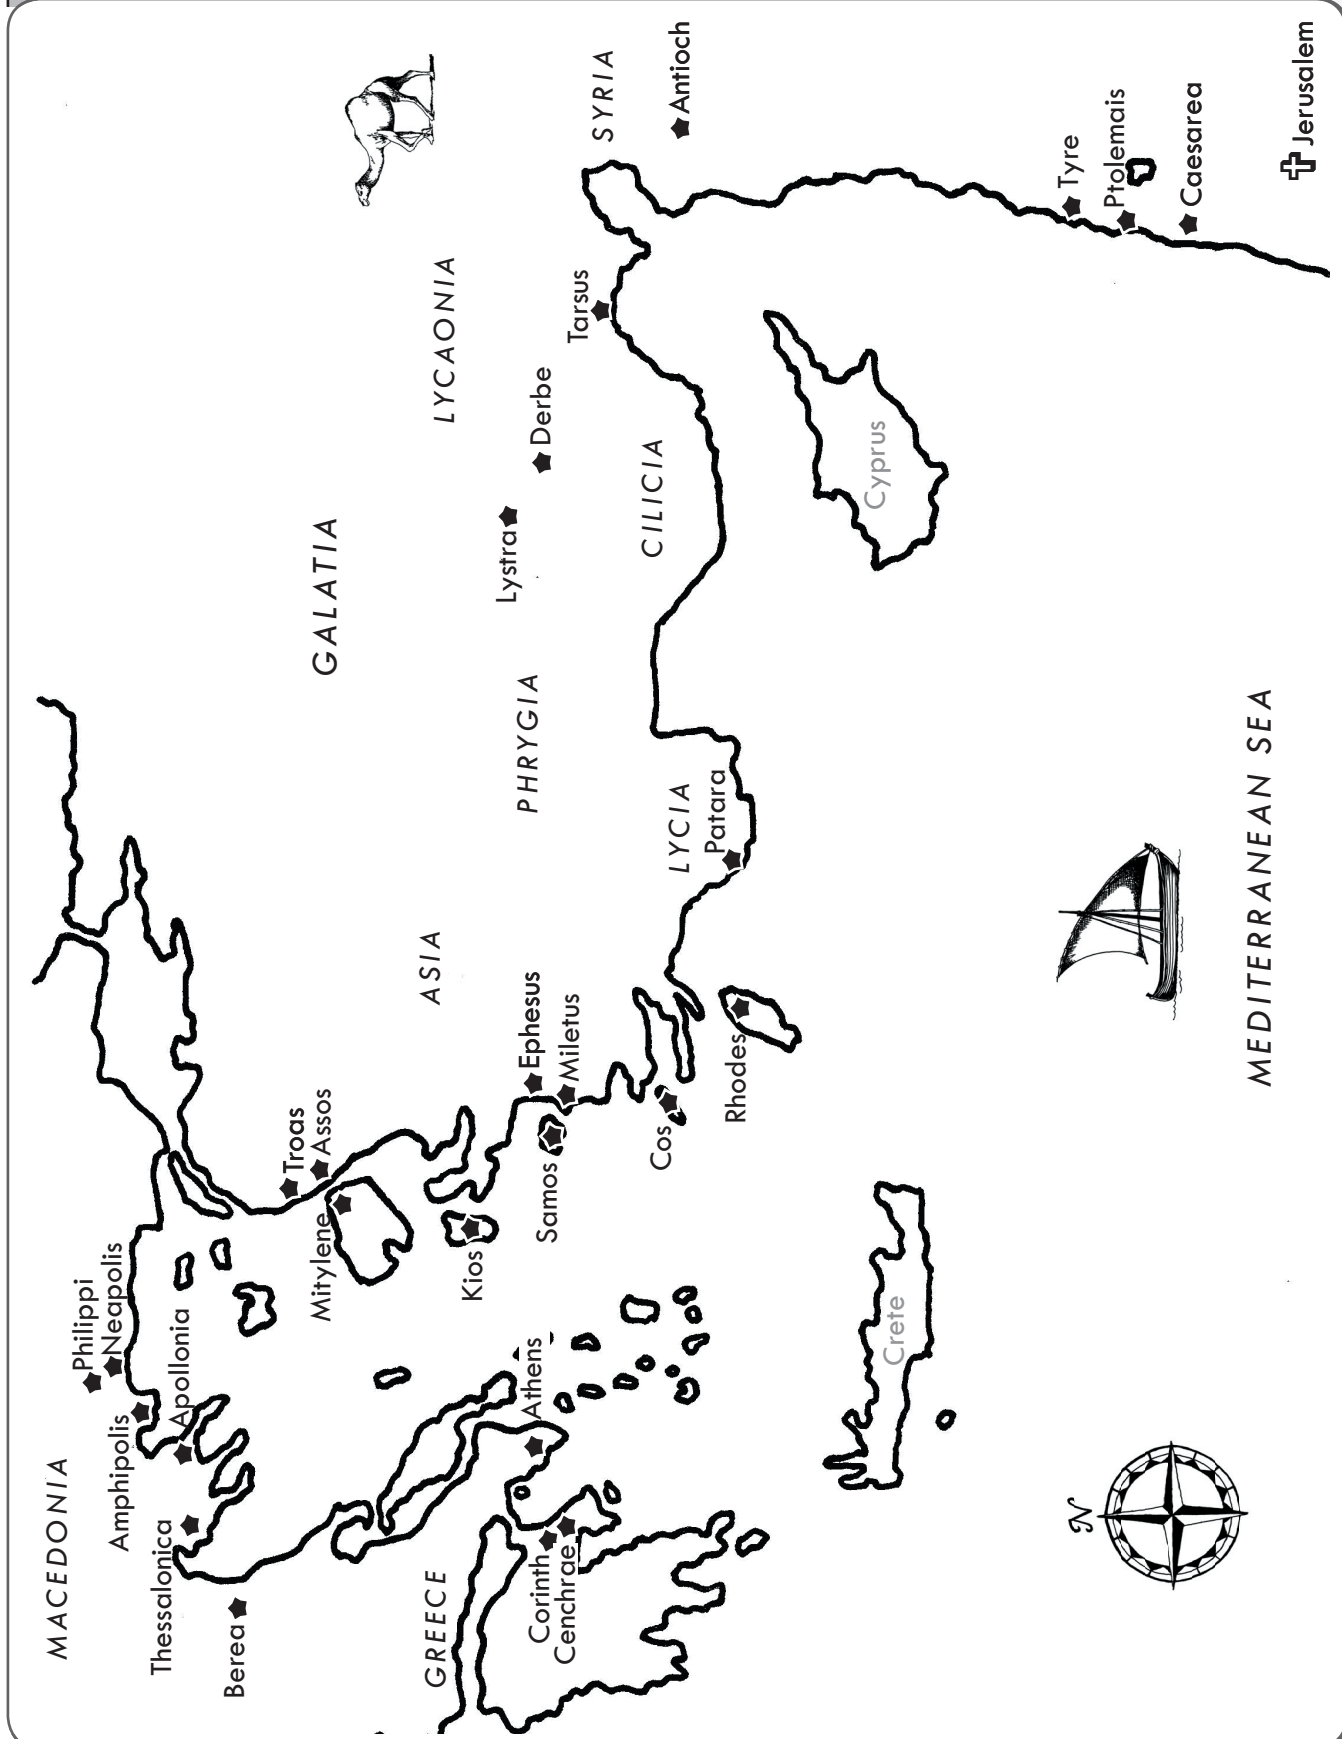 MACEDONIA
Philippi
Neapolis
Amphipolis
Apollonia
Thessalonica
Berea
Troas
Assos
Mitylene
GALATIA
LYCAONIA
ASIA
GREECE
Kios
PHRYGIA
Lystra
Derbe
Tarsus
SYRIA
Antioch
Athens
Corinth
Cenchrae
Samos
Ephesus
Miletus
Cos
LYCIA
Patara
CILICIA
Rhodes
Cyprus
Crete
Tyre
Ptolemais
Caesarea
Jerusalem
N
MEDITERRANEAN SEA